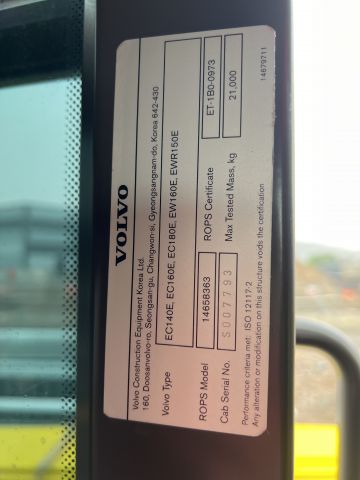 VOLVO
Volvo Construction Equipment Korea Ltd.
160, Doosanvolvo-ro, Seongsan-gu, Changwon-si, Gyeongsangnam-do, Korea 642-430
Volvo Type EC140E, EC160E, EC180E, EW160E, EWR150E
ROPS Model 14658363 ROPS Certificate ET-1B0-0973
Cab Serial No. S007793 Max Tested Mass, kg 21,000
Performance criteria met: ISO 12117-2
Any alteration or modification on this structure voids the certification
14679711